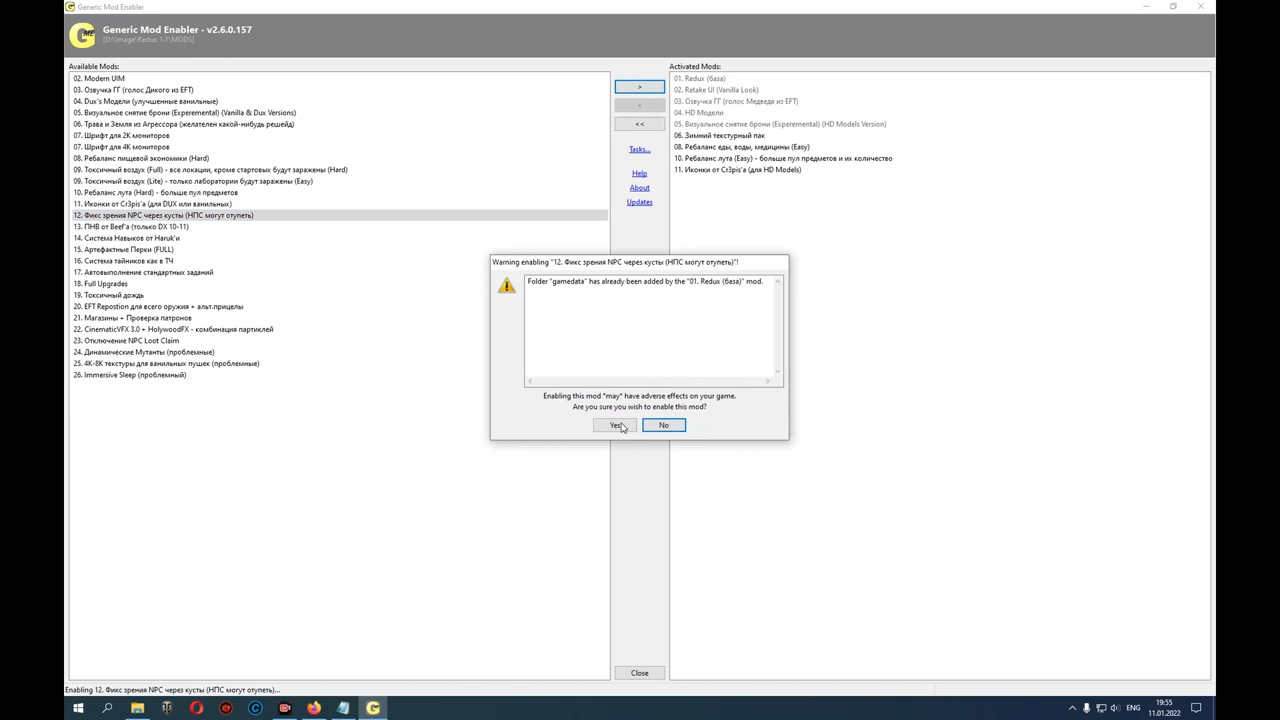 Generic Mod Enabler
Generic Mod Enabler - v2.6.0.157
(D:\Image\Redux 1.1\MODS)
Available Mods:
02. Modern UIM
03. Озвучка ГГ (голос Дикого из EFT)
04. Dux's Модели (улучшенные ванильные)
05. Визуальное снятие брони (Experemental) (Vanilla & Dux Versions)
06. Трава и Земля из Агрессора (желателен какой-нибудь решейд)
07. Шрифт для 2К мониторов
07. Шрифт для 4К мониторов
08. Ребаланс пищевой экономики (Hard)
09. Токсичный воздух (Full) - все локации, кроме стартовых будут заражены (Hard)
09. Токсичный воздух (Lite) - только лаборатории будут заражены (Easy)
10. Ребаланс лута (Hard) - больше пул предметов
11. Иконки от Cr3pis'а (для DUX или ванильных)
12. Фикс зрения NPC через кусты (НПС могут отупеть)
13. ПНВ от Beef'а (только DX 10-11)
14. Система Навыков от Haruk'и
15. Артефактные Перки (FULL)
16. Система тайников как в ТЧ
17. Автовыполнение стандартных заданий
18. Full Upgrades
19. Токсичный дождь
20. EFT Repostion для всего оружия + альт.прицелы
21. Магазины + Проверка патронов
22. CinematicVFX 3.0 + HolywoodFX - комбинация партиклей
23. Отключение NPC Loot Claim
24. Динамические Мутанты (проблемные)
25. 4K-8K текстуры для ванильных пушек (проблемные)
26. Immersive Sleep (проблемный)
>
<
<<
Tasks...
Help
About
Updates
Activated Mods:
01. Redux (база)
02. Retake UI (Vanilla Look)
03. Озвучка ГГ (голос Медведя из EFT)
04. HD Модели
05. Визуальное снятие брони (Experemental) (HD Models Version)
06. Зимний текстурный пак
08. Ребаланс еды, воды, медицины (Easy)
10. Ребаланс лута (Easy) - больше пул предметов и их количество
11. Иконки от Cr3pis'а (для HD Models)
Warning enabling "12. Фикс зрения NPC через кусты (НПС могут отупеть)"!
Folder "gamedata" has already been added by the "01. Redux (база)" mod.
Enabling this mod *may* have adverse effects on your game.
Are you sure you wish to enable this mod?
Yes
No
Close
Enabling 12. Фикс зрения NPC через кусты (НПС могут отупеть)...
ENG
19:55
11.01.2022